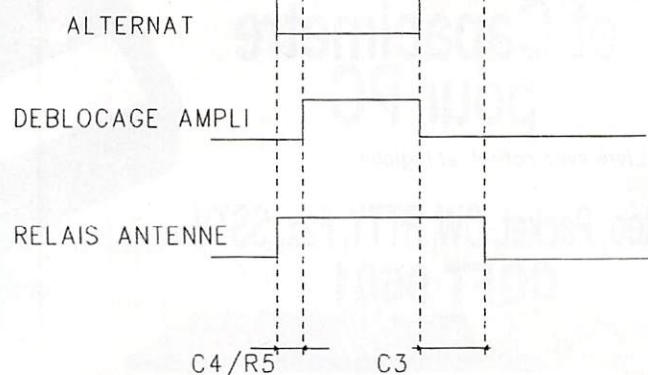 ALTERNAT
DEBLOCAGE AMPLI
RELAIS ANTENNE
C4/R5 C3